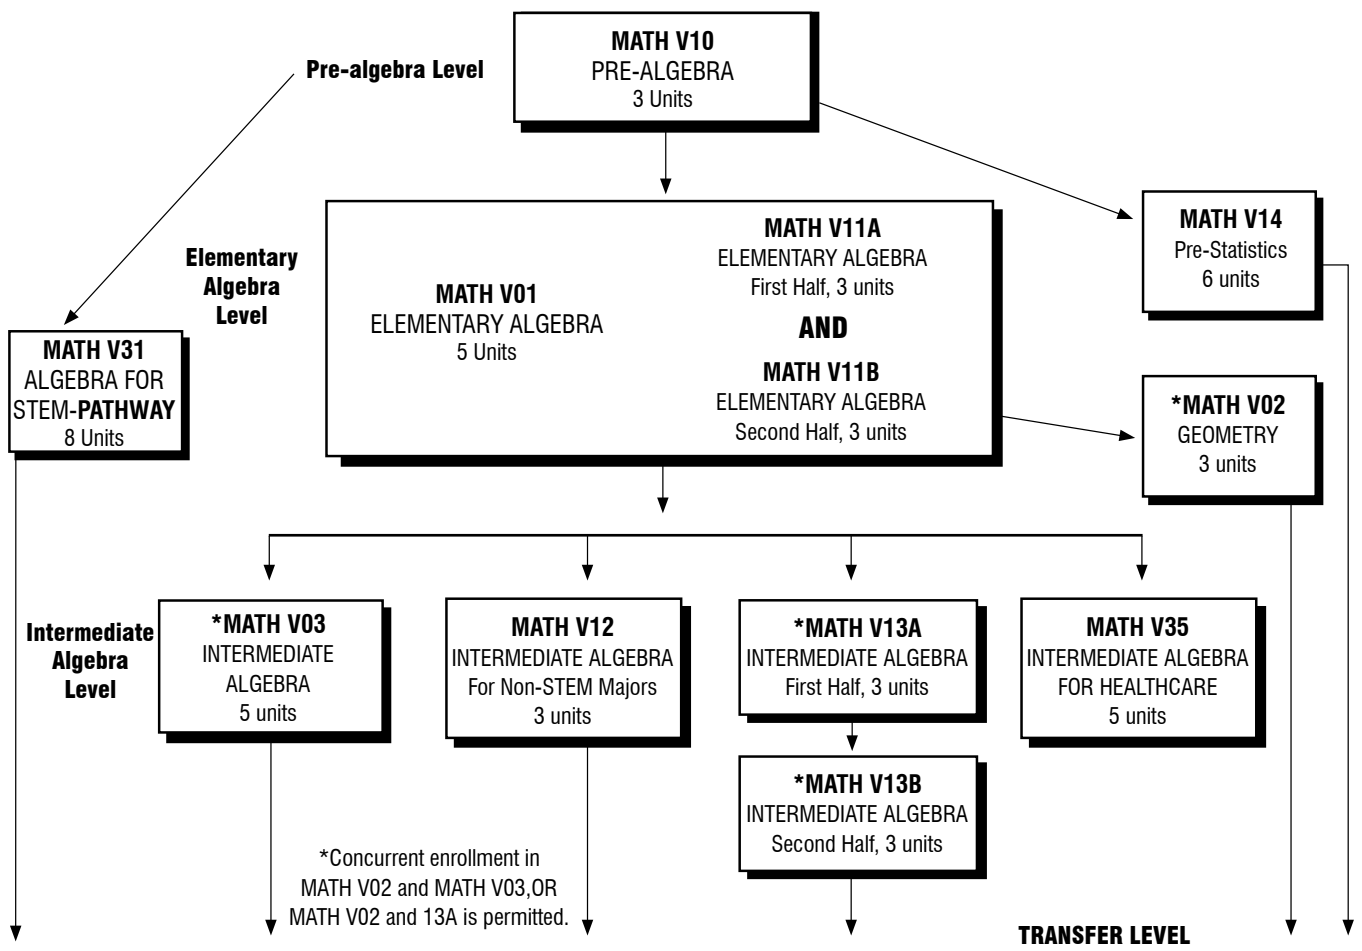 MATH V10
PRE-ALGEBRA
3 Units
Pre-algebra Level
Elementary
Algebra
Level
MATH V01
ELEMENTARY ALGEBRA
5 Units
MATH V11A
ELEMENTARY ALGEBRA
First Half, 3 units
AND
MATH V11B
ELEMENTARY ALGEBRA
Second Half, 3 units
MATH V14
Pre-Statistics
6 units
MATH V31
ALGEBRA FOR
STEM-PATHWAY
8 Units
*MATH V02
GEOMETRY
3 units
Intermediate
Algebra
Level
*MATH V03
INTERMEDIATE
ALGEBRA
5 units
MATH V12
INTERMEDIATE ALGEBRA
For Non-STEM Majors
3 units
*MATH V13A
INTERMEDIATE ALGEBRA
First Half, 3 units
MATH V35
INTERMEDIATE ALGEBRA
FOR HEALTHCARE
5 units
*MATH V13B
INTERMEDIATE ALGEBRA
Second Half, 3 units
*Concurrent enrollment in
MATH V02 and MATH V03,OR
MATH V02 and 13A is permitted.
TRANSFER LEVEL